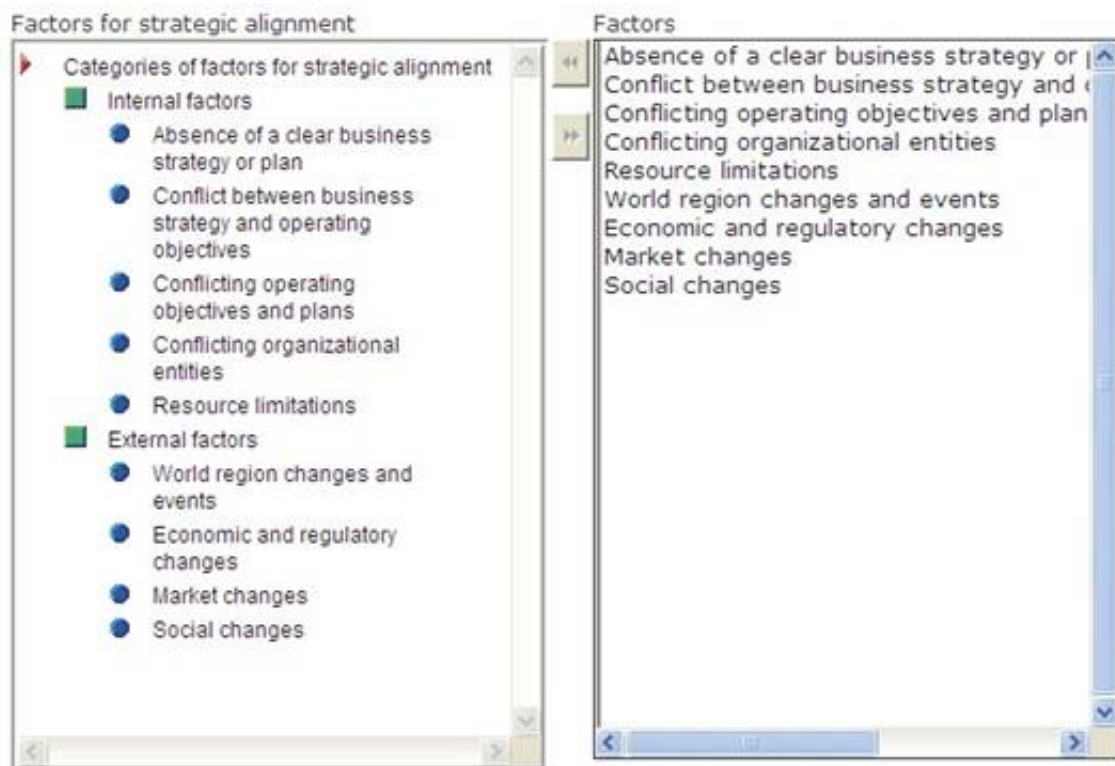 Factors for strategic alignment
Categories of factors for strategic alignment
Internal factors
Absence of a clear business
strategy or plan
Conflict between business
strategy and operating
objectives
Conflicting operating
objectives and plans
Conflicting organizational
entities
Resource limitations
External factors
World region changes and
events
Economic and regulatory
changes
Market changes
Social changes
Factors
Absence of a clear business strategy or
Conflict between business strategy and
Conflicting operating objectives and plan
Conflicting organizational entities
Resource limitations
World region changes and events
Economic and regulatory changes
Market changes
Social changes